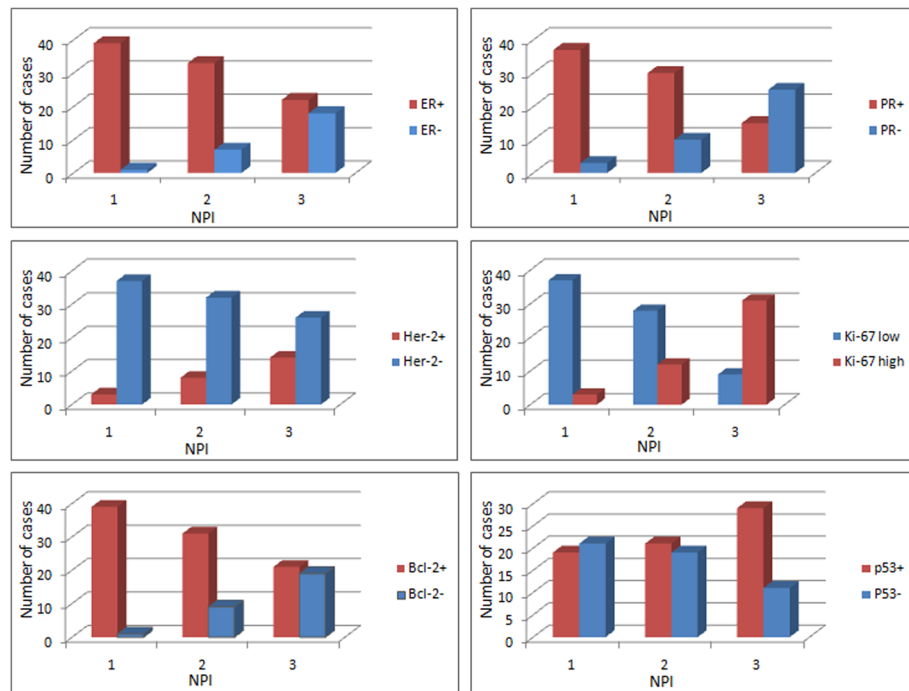 Number of cases
40
30
20
10
0
1 2 3
NPI
ER+
ER-
Number of cases
40
30
20
10
0
1 2 3
NPI
PR+
PR-
Number of cases
40
30
20
10
0
1 2 3
NPI
Her-2+
Her-2-
Number of cases
40
30
20
10
0
1 2 3
NPI
Ki-67 low
Ki-67 high
Number of cases
40
30
20
10
0
1 2 3
NPI
Bcl-2+
Bcl-2-
Number of cases
30
25
20
15
10
5
0
1 2 3
NPI
p53+
P53-